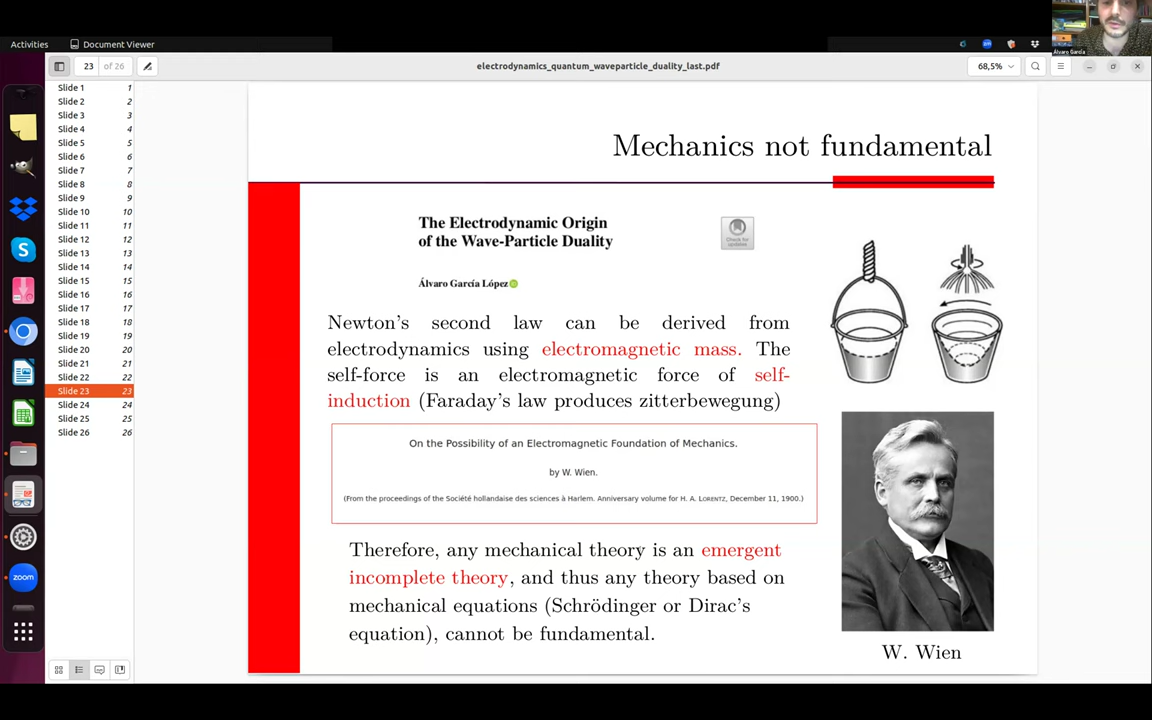 Activities
Document Viewer
Álvaro García
23 of 26
electrodynamics_quantum_waveparticle_duality_last.pdf
68,5%
Slide 1 1
Slide 2 2
Slide 3 3
Slide 4 4
Slide 5 5
Slide 6 6
Slide 7 7
Slide 8 8
Slide 9 9
Slide 10 10
Slide 11 11
Slide 12 12
Slide 13 13
Slide 14 14
Slide 15 15
Slide 16 16
Slide 17 17
Slide 18 18
Slide 19 19
Slide 20 20
Slide 21 21
Slide 22 22
Slide 23 23
Slide 24 24
Slide 25 25
Slide 26 26
zoom
Mechanics not fundamental
The Electrodynamic Origin
of the Wave-Particle Duality
Check for
updates
Álvaro García López
iD
Newton's second law can be derived from
electrodynamics using electromagnetic mass. The
self-force is an electromagnetic force of self-
induction (Faraday's law produces zitterbewegung)
On the Possibility of an Electromagnetic Foundation of Mechanics.
by W. Wien.
(From the proceedings of the Société hollandaise des sciences à Harlem. Anniversary volume for H. A. LORENTZ, December 11, 1900.)
Therefore, any mechanical theory is an emergent
incomplete theory, and thus any theory based on
mechanical equations (Schrödinger or Dirac's
equation), cannot be fundamental.
W. Wien